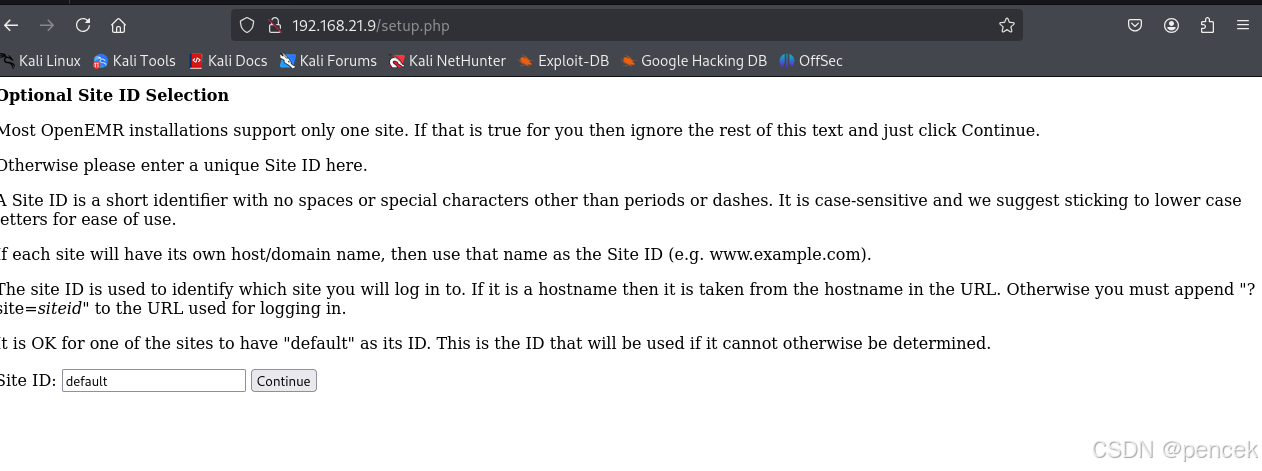 192.168.21.9/setup.php
Kali Linux Kali Tools Kali Docs Kali Forums Kali NetHunter Exploit-DB Google Hacking DB OffSec
Optional Site ID Selection
Most OpenEMR installations support only one site. If that is true for you then ignore the rest of this text and just click Continue.
Otherwise please enter a unique Site ID here.
A Site ID is a short identifier with no spaces or special characters other than periods or dashes. It is case-sensitive and we suggest sticking to lower case
letters for ease of use.
If each site will have its own host/domain name, then use that name as the Site ID (e.g. www.example.com).
The site ID is used to identify which site you will log in to. If it is a hostname then it is taken from the hostname in the URL. Otherwise you must append "?
site=siteid" to the URL used for logging in.
It is OK for one of the sites to have "default" as its ID. This is the ID that will be used if it cannot otherwise be determined.
Site ID: default Continue
CSDN @pencek